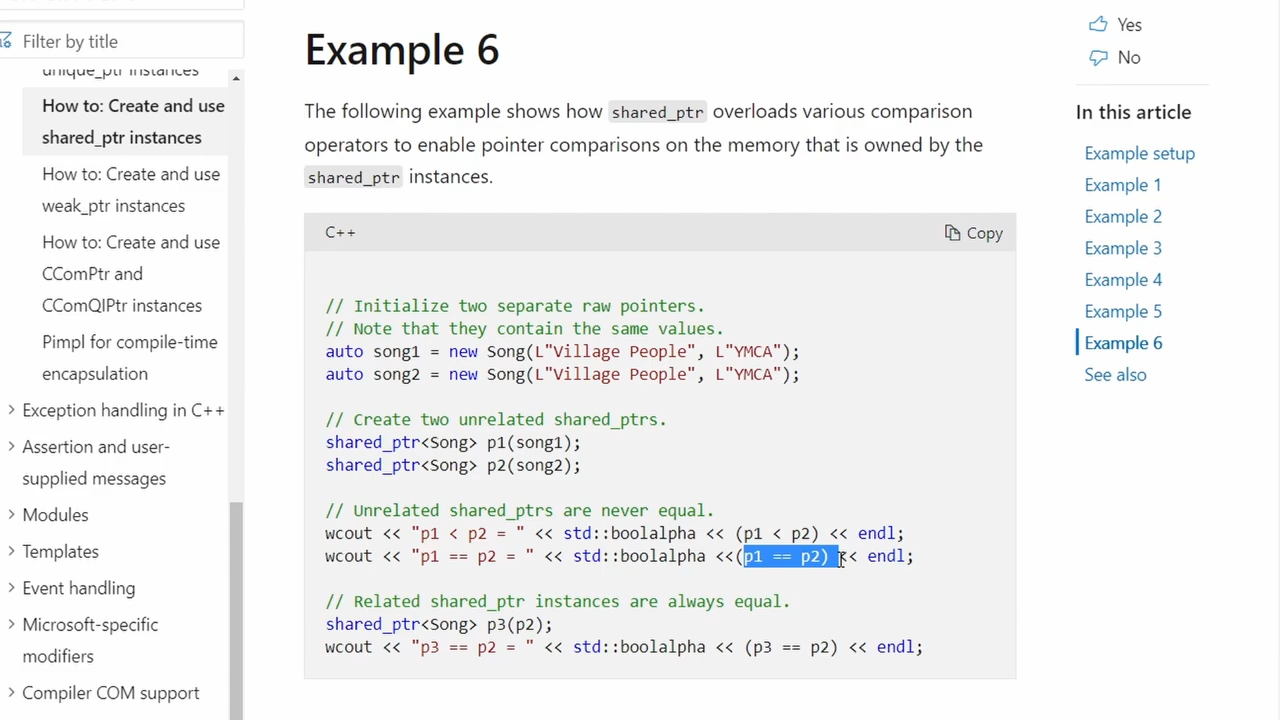 Filter by title
unique_ptr instances
How to: Create and use
shared_ptr instances
How to: Create and use
weak_ptr instances
How to: Create and use
CComPtr and
CComQIPtr instances
Pimpl for compile-time
encapsulation
Exception handling in C++
Assertion and user-
supplied messages
Modules
Templates
Event handling
Microsoft-specific
modifiers
Compiler COM support
Example 6
The following example shows how shared_ptr overloads various comparison
operators to enable pointer comparisons on the memory that is owned by the
shared_ptr instances.
C++
Copy
// Initialize two separate raw pointers.
// Note that they contain the same values.
auto song1 = new Song(L"Village People", L"YMCA");
auto song2 = new Song(L"Village People", L"YMCA");
// Create two unrelated shared_ptrs.
shared_ptr<Song> p1(song1);
shared_ptr<Song> p2(song2);
// Unrelated shared_ptrs are never equal.
wcout << "p1 < p2 = " << std::boolalpha << (p1 < p2) << endl;
wcout << "p1 == p2 = " << std::boolalpha <<(p1 == p2) << endl;
// Related shared_ptr instances are always equal.
shared_ptr<Song> p3(p2);
wcout << "p3 == p2 = " << std::boolalpha << (p3 == p2) << endl;
Yes
No
In this article
Example setup
Example 1
Example 2
Example 3
Example 4
Example 5
Example 6
See also